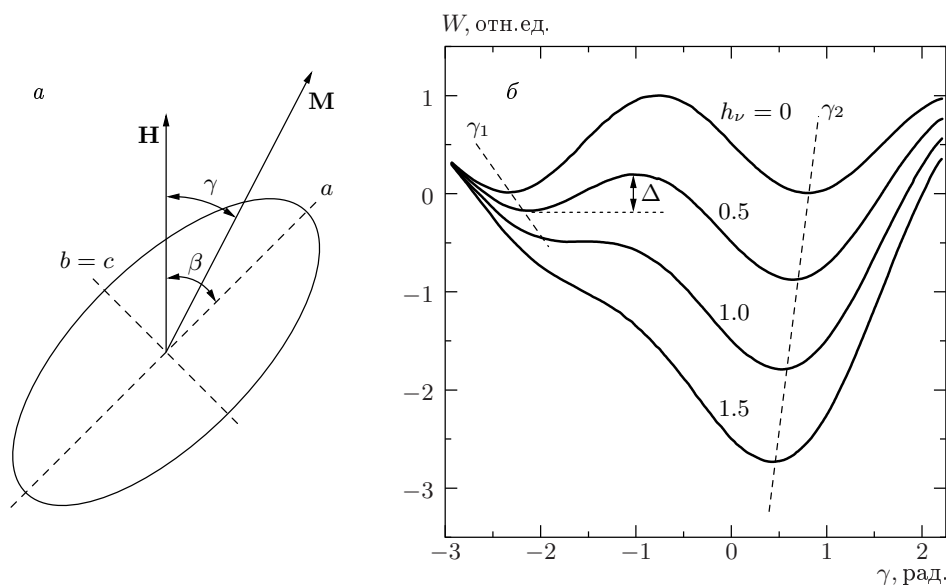 W, отн.ед.
а
H
M
γ
a
β
b = c
б
γ₁
h_ν = 0
γ₂
Δ
0.5
1.0
1.5
1
0
−1
−2
−3
−3
−2
−1
0
1
2
γ, рад.